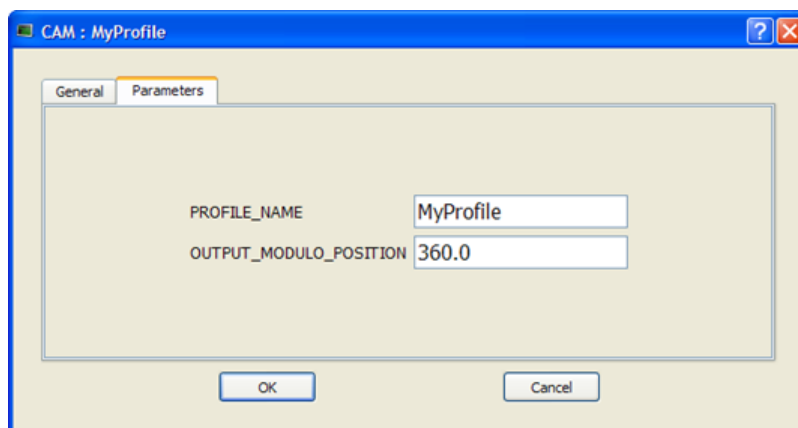 CAM : MyProfile
General Parameters
PROFILE_NAME MyProfile
OUTPUT_MODULO_POSITION 360.0
OK Cancel